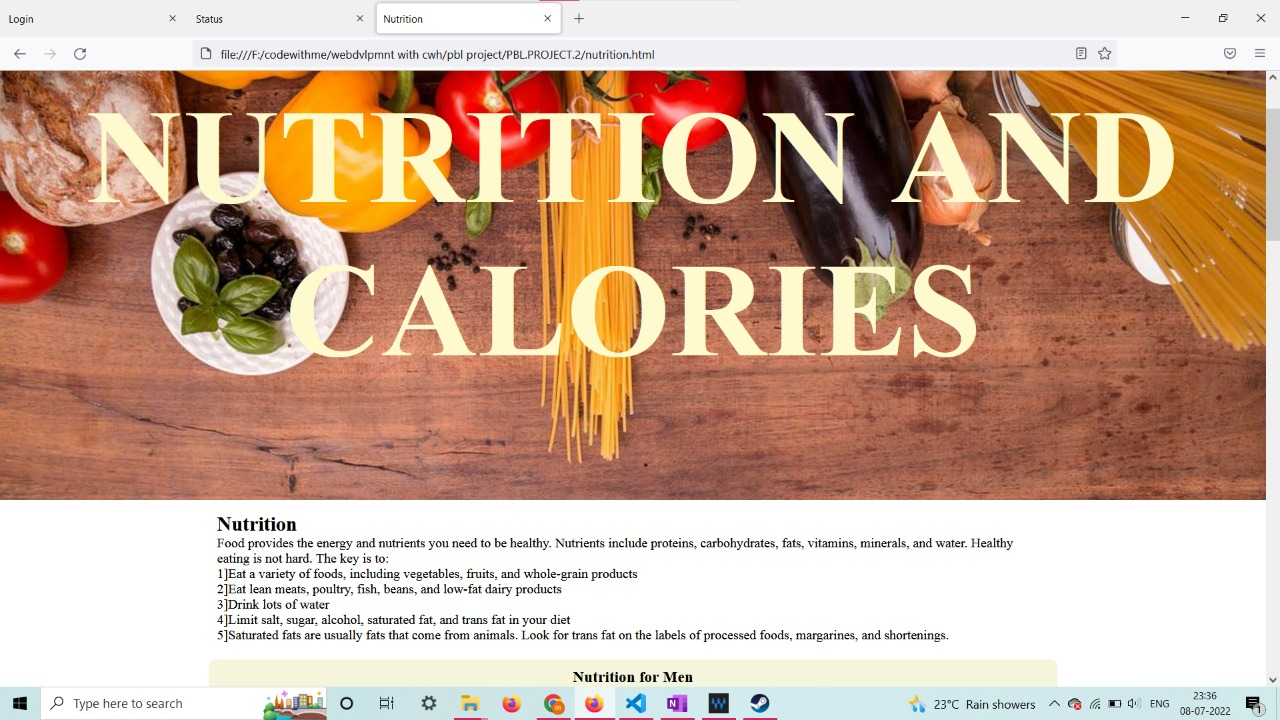 Login
Status
Nutrition
file:///F:/codewithme/webdvlpmnt with cwh/pbl project/PBL.PROJECT.2/nutrition.html
NUTRITION AND
CALORIES
Nutrition
Food provides the energy and nutrients you need to be healthy. Nutrients include proteins, carbohydrates, fats, vitamins, minerals, and water. Healthy
eating is not hard. The key is to:
1]Eat a variety of foods, including vegetables, fruits, and whole-grain products
2]Eat lean meats, poultry, fish, beans, and low-fat dairy products
3]Drink lots of water
4]Limit salt, sugar, alcohol, saturated fat, and trans fat in your diet
5]Saturated fats are usually fats that come from animals. Look for trans fat on the labels of processed foods, margarines, and shortenings.
Nutrition for Men
Type here to search
23°C Rain showers
ENG
23:36
08-07-2022
1